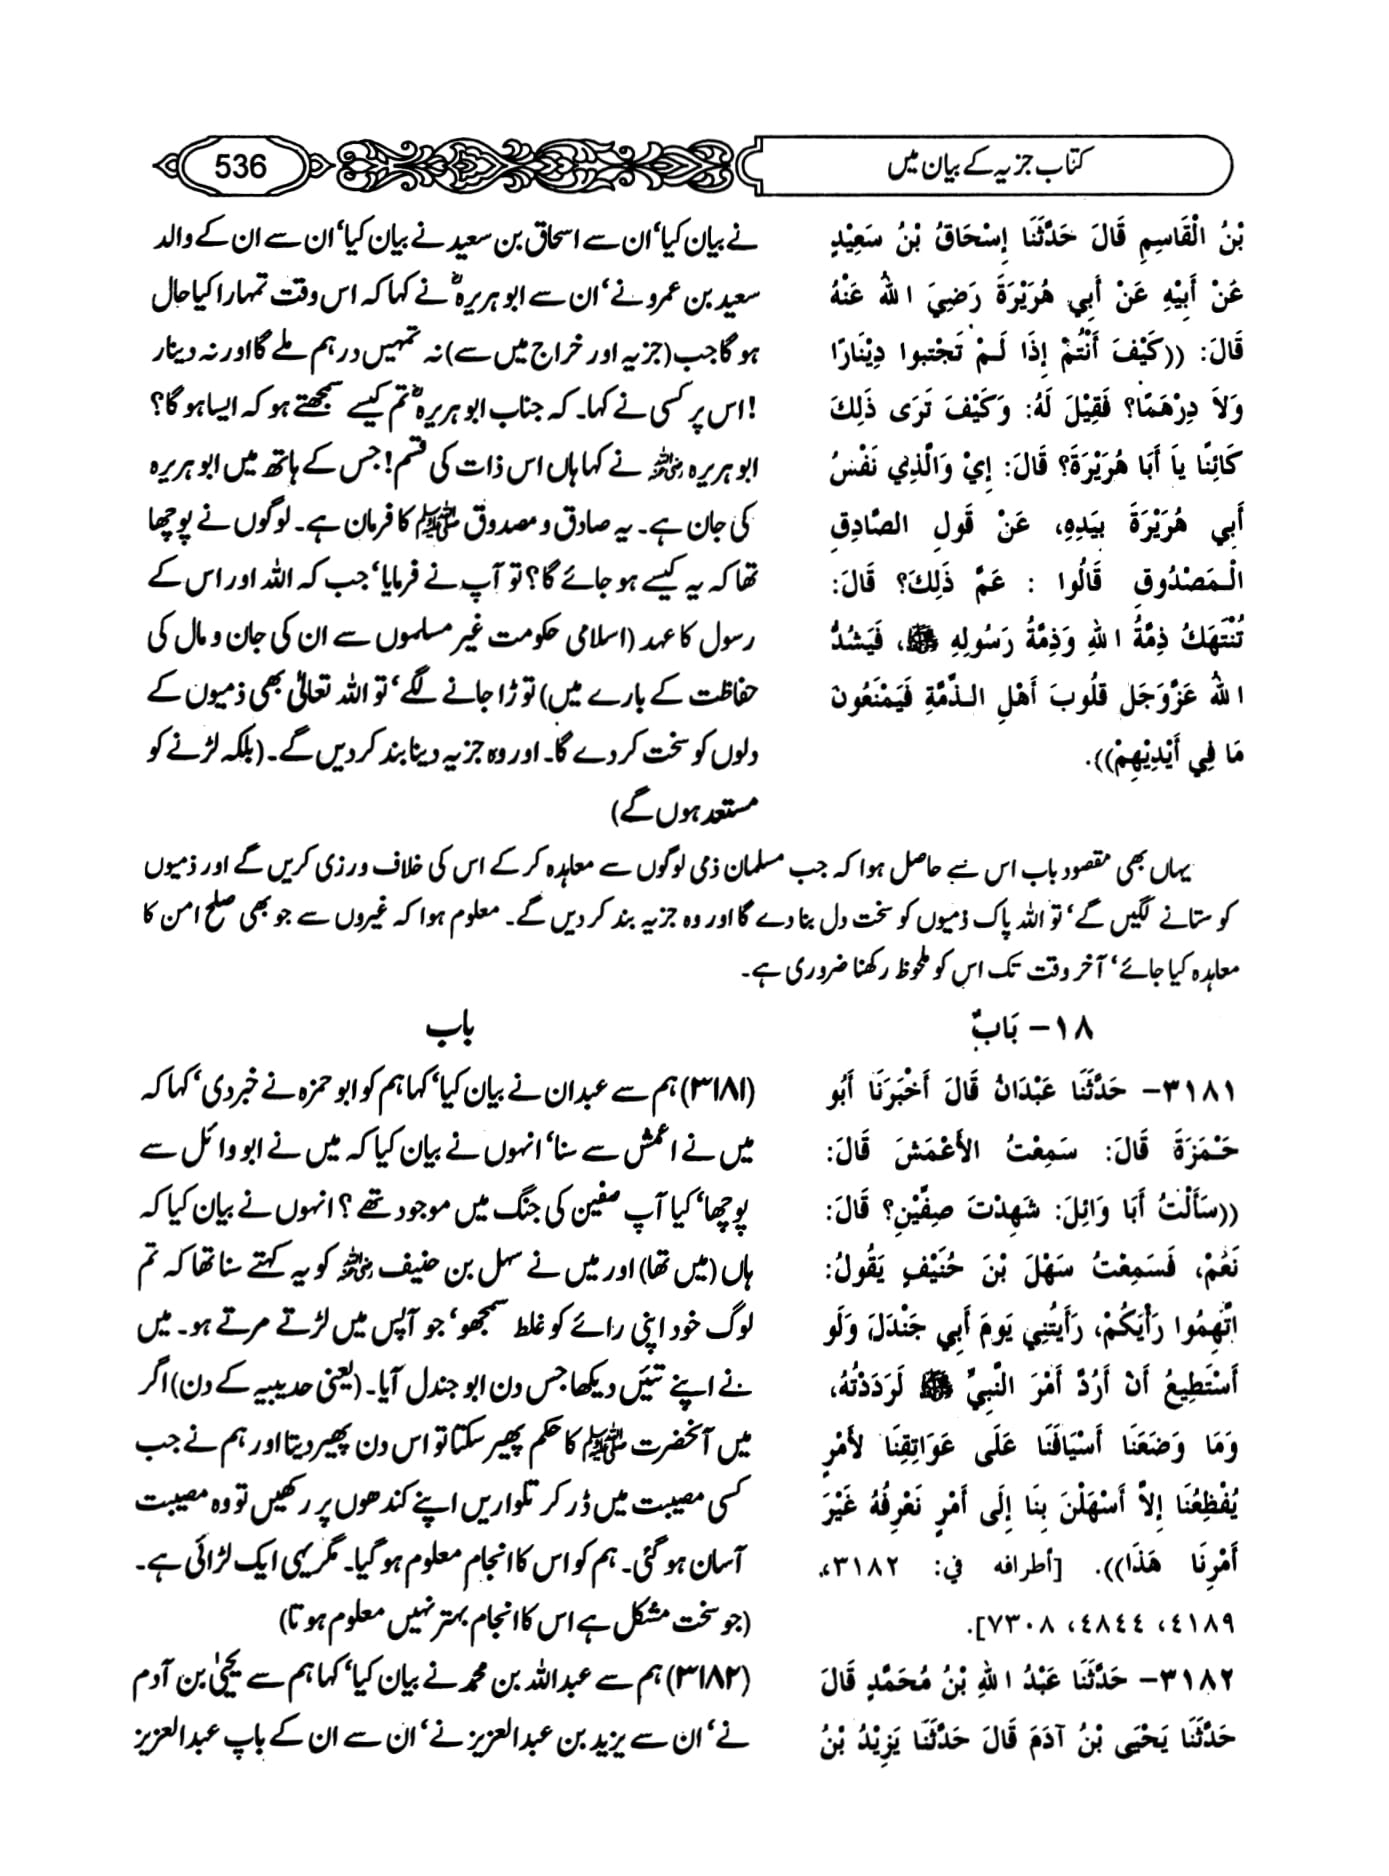 کتاب جزیہ کے بیان میں
536
بْنُ الْقَاسِمِ قَالَ حَدَّثَنَا إِسْحَاقُ بْنُ سَعِيْدٍ
عَنْ أَبِيْهِ عَنْ أَبِي هُرَيْرَةَ رَضِيَ اللهُ عَنْهُ
قَالَ: ((كَيْفَ أَنْتُمْ إِذَا لَمْ تَجْتَبوا دِيْنَارًا
وَلاَ دِرْهَمًا؟ فَقِيْلَ لَهُ: وَكَيْفَ تَرَى ذَلِكَ
كَائِنًا يَا أَبَا هُرَيْرَةَ؟ قَالَ: إِيْ وَالَّذِي نَفْسُ
أَبِي هُرَيْرَةَ بِيَدِهِ، عَنْ قَولِ الصَّادِقِ
الْمَصْدُوقِ قَالُوا : عَمَّ ذَلِكَ؟ قَالَ:
تُنْتَهَكُ ذِمَّةُ اللهِ وَذِمَّةُ رَسُولِهِ ﷺ، فَيَشُدُّ
اللهُ عَزَّوَجَلَّ قُلُوبَ أَهْلِ الذِّمَّةِ فَيَمْنَعُونَ
مَا فِي أَيْدِيْهِمْ)).
نے بیان کیا‘ ان سے اسحاق بن سعید نے بیان کیا‘ ان سے ان کے والد
سعید بن عمرو نے‘ ان سے ابو ہریرہؓ نے کہا کہ اس وقت تمہارا کیا حال
ہو گا جب (جزیہ اور خراج میں سے) نہ تمہیں درہم ملے گا اور نہ دینار
! اس پر کسی نے کہا۔ کہ جناب ابو ہریرہؓ تم کیسے سمجھتے ہو کہ ایسا ہو گا؟
ابو ہریرہ رضی اللہ عنہ نے کہا ہاں اس ذات کی قسم! جس کے ہاتھ میں ابو ہریرہ
کی جان ہے۔ یہ صادق و مصدوق ﷺ کا فرمان ہے۔ لوگوں نے پوچھا
تھا کہ یہ کیسے ہو جائے گا؟ تو آپ نے فرمایا‘ جب کہ اللہ اور اس کے
رسول کا عہد (اسلامی حکومت غیر مسلموں سے ان کی جان و مال کی
حفاظت کے بارے میں) توڑا جانے لگے‘ تو اللہ تعالیٰ بھی ذمیوں کے
دلوں کو سخت کر دے گا۔ اور وہ جزیہ دینا بند کر دیں گے۔ (بلکہ لڑنے کو
مستعد ہوں گے)
یہاں بھی مقصود باب اس سے حاصل ہوا کہ جب مسلمان ذمی لوگوں سے معاہدہ کر کے اس کی خلاف ورزی کریں گے اور ذمیوں
کو ستانے لگیں گے‘ تو اللہ پاک ذمیوں کو سخت دل بنا دے گا اور وہ جزیہ بند کر دیں گے۔ معلوم ہوا کہ غیروں سے جو بھی صلح امن کا
معاہدہ کیا جائے‘ آخر وقت تک اس کو ملحوظ رکھنا ضروری ہے۔
١٨- بَابٌ
٣١٨١- حَدَّثَنَا عَبْدَانُ قَالَ أَخْبَرَنَا أَبُو
حَمْزَةَ قَالَ: سَمِعْتُ الأَعْمَشَ قَالَ:
((سَأَلْتُ أَبَا وَائِلَ: شَهِدْتَ صِفِّيْنِ؟ قَالَ:
نَعَمْ، فَسَمِعْتُ سَهْلَ بْنَ حُنَيْفٍ يَقُولُ:
اتَّهِمُوا رَأْيَكُمْ، رَأَيْتُنِي يَومَ أَبِي جَنْدَلَ وَلَو
أَسْتَطِيعُ أَنْ أَرُدَّ أَمْرَ النَّبِيِّ ﷺ لَرَدَدْتُهُ،
وَمَا وَضَعْنَا أَسْيَافَنَا عَلَى عَوَاتِقِنَا لأَمْرٍ
يُفْظِعُنَا إِلاَّ أَسْهَلْنَ بِنَا إِلَى أَمْرٍ نَعْرِفُهُ غَيْرَ
أَمْرِنَا هَذَا)). [أطرافه في: ٣١٨٢،
٤١٨٩، ٤٨٤٤، ٧٣٠٨].
٣١٨٢- حَدَّثَنَا عَبْدُ اللهِ بْنُ مُحَمَّدٍ قَالَ
حَدَّثَنَا يَحْيَى بْنُ آدَمَ قَالَ حَدَّثَنَا يَزِيْدُ بْنُ
باب
(۳۱۸۱) ہم سے عبدان نے بیان کیا‘ کہا ہم کو ابو حمزہ نے خبر دی‘ کہا کہ
میں نے اعمش سے سنا‘ انہوں نے بیان کیا کہ میں نے ابو وائل سے
پوچھا‘ کیا آپ صفین کی جنگ میں موجود تھے؟ انہوں نے بیان کیا کہ
ہاں (میں تھا) اور میں نے سہل بن حنیف رضی اللہ عنہ کو یہ کہتے سنا تھا کہ تم
لوگ خود اپنی رائے کو غلط سمجھو‘ جو آپس میں لڑتے مرتے ہو۔ میں
نے اپنے تئیں دیکھا جس دن ابو جندل آیا۔ (یعنی حدیبیہ کے دن) اگر
میں آنحضرت ﷺ کا حکم پھیر سکتا تو اس دن پھیر دیتا اور ہم نے جب
کسی مصیبت میں ڈر کر تلواریں اپنے کندھوں پر رکھیں تو وہ مصیبت
آسان ہو گئی۔ ہم کو اس کا انجام معلوم ہو گیا۔ مگر یہی ایک لڑائی ہے۔
(جو سخت مشکل ہے اس کا انجام بہتر نہیں معلوم ہوتا)
(۳۱۸۲) ہم سے عبداللہ بن محمد نے بیان کیا‘ کہا ہم سے یحییٰ بن آدم
نے‘ ان سے یزید بن عبدالعزیز نے‘ ان سے ان کے باپ عبدالعزیز